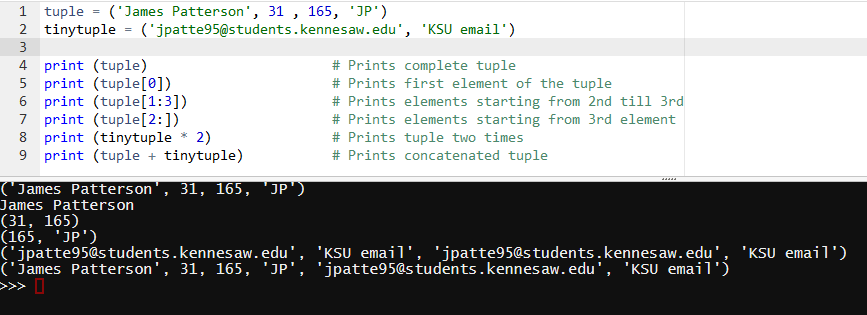 1 tuple = ('James Patterson', 31 , 165, 'JP')
2 tinytuple = ('jpatte95@students.kennesaw.edu', 'KSU email')
3
4 print (tuple) # Prints complete tuple
5 print (tuple[0]) # Prints first element of the tuple
6 print (tuple[1:3]) # Prints elements starting from 2nd till 3rd
7 print (tuple[2:]) # Prints elements starting from 3rd element
8 print (tinytuple * 2) # Prints tuple two times
9 print (tuple + tinytuple) # Prints concatenated tuple
('James Patterson', 31, 165, 'JP')
James Patterson
(31, 165)
(165, 'JP')
('jpatte95@students.kennesaw.edu', 'KSU email', 'jpatte95@students.kennesaw.edu', 'KSU email')
('James Patterson', 31, 165, 'JP', 'jpatte95@students.kennesaw.edu', 'KSU email')
>>>